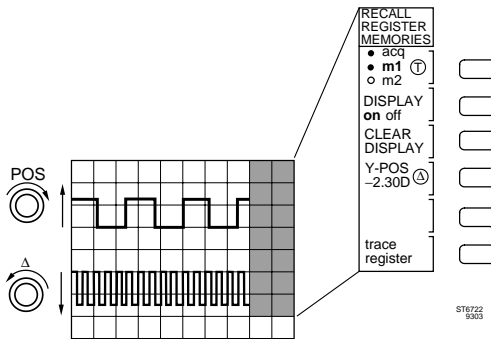 RECALL
REGISTER
MEMORIES
● acq
● m1 Ⓣ
○ m2
DISPLAY
on off
CLEAR
DISPLAY
Y-POS
–2.30D Δ
trace
register
POS
Δ
ST6722
9303